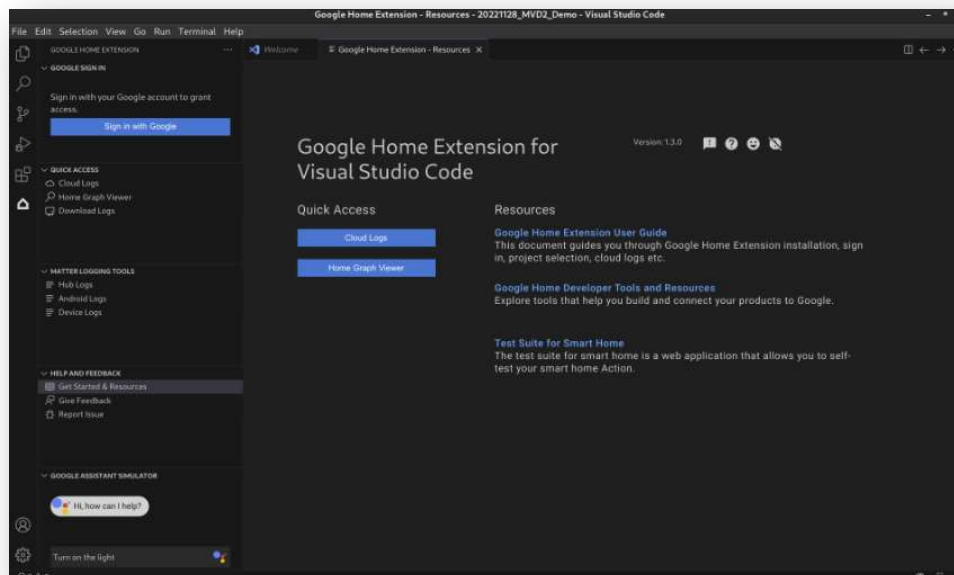 Google Home Extension - Resources - 20221128_MVD2_Demo - Visual Studio Code
File Edit Selection View Go Run Terminal Help
GOOGLE HOME EXTENSION
Welcome
Google Home Extension - Resources
GOOGLE SIGN IN
Sign in with your Google account to grant
access.
Sign in with Google
QUICK ACCESS
Cloud Logs
Home Graph Viewer
Download Logs
MATTER LOGGING TOOLS
Hub Logs
Android Logs
Device Logs
HELP AND FEEDBACK
Get Started & Resources
Give Feedback
Report Issue
GOOGLE ASSISTANT SIMULATOR
Hi, how can I help?
Turn on the light
Google Home Extension for
Visual Studio Code
Version: 1.3.0
Quick Access
Cloud Logs
Home Graph Viewer
Resources
Google Home Extension User Guide
This document guides you through Google Home Extension installation, sign
in, project selection, cloud logs etc.
Google Home Developer Tools and Resources
Explore tools that help you build and connect your products to Google.
Test Suite for Smart Home
The test suite for smart home is a web application that allows you to self-
test your smart home Action.